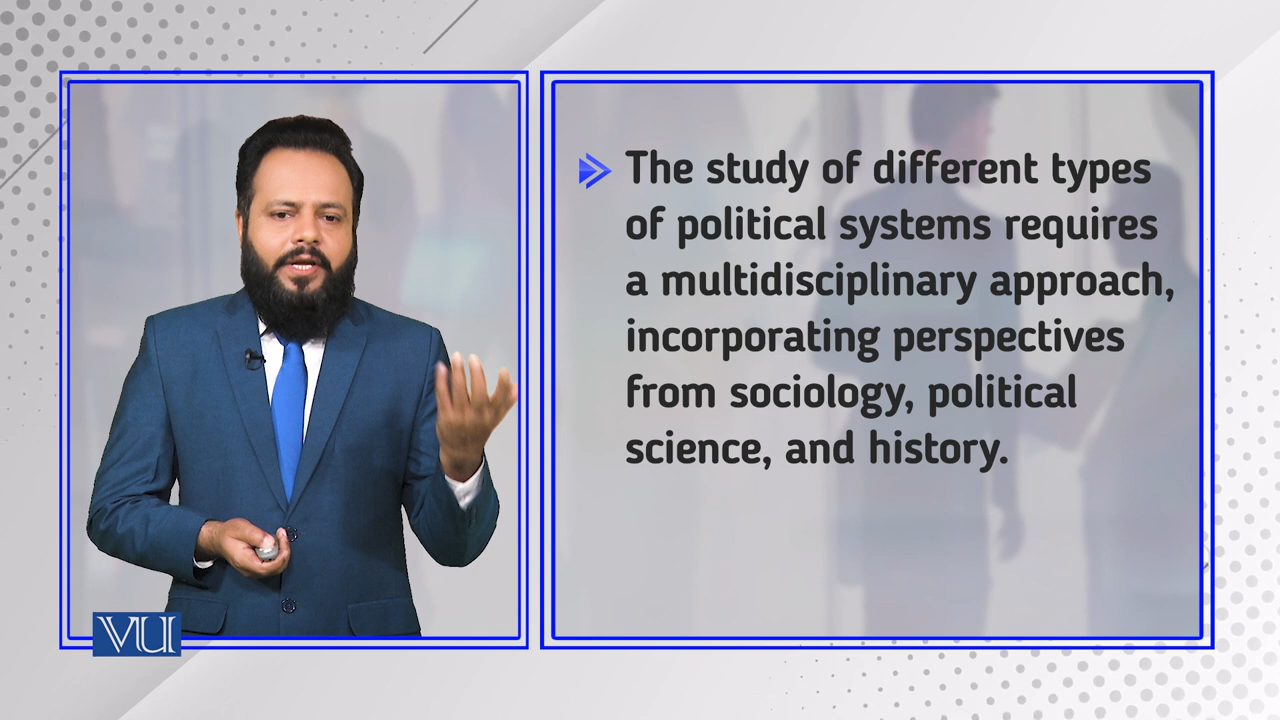 The study of different types
of political systems requires
a multidisciplinary approach,
incorporating perspectives
from sociology, political
science, and history.
VU